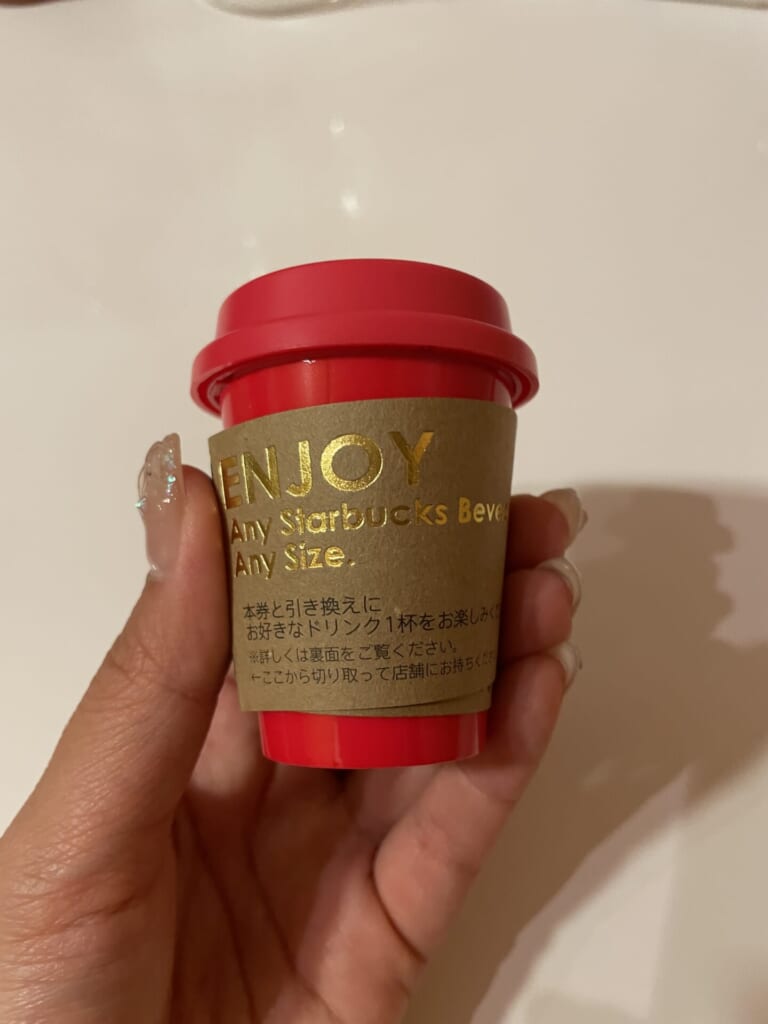 ENJOY
Any Starbucks
Any Size.
本券と引き換えに
お好きなドリンク1杯をお楽しみく
※詳しくは裏面をご覧ください。
←ここから切り取って店舗にお持ちくだ